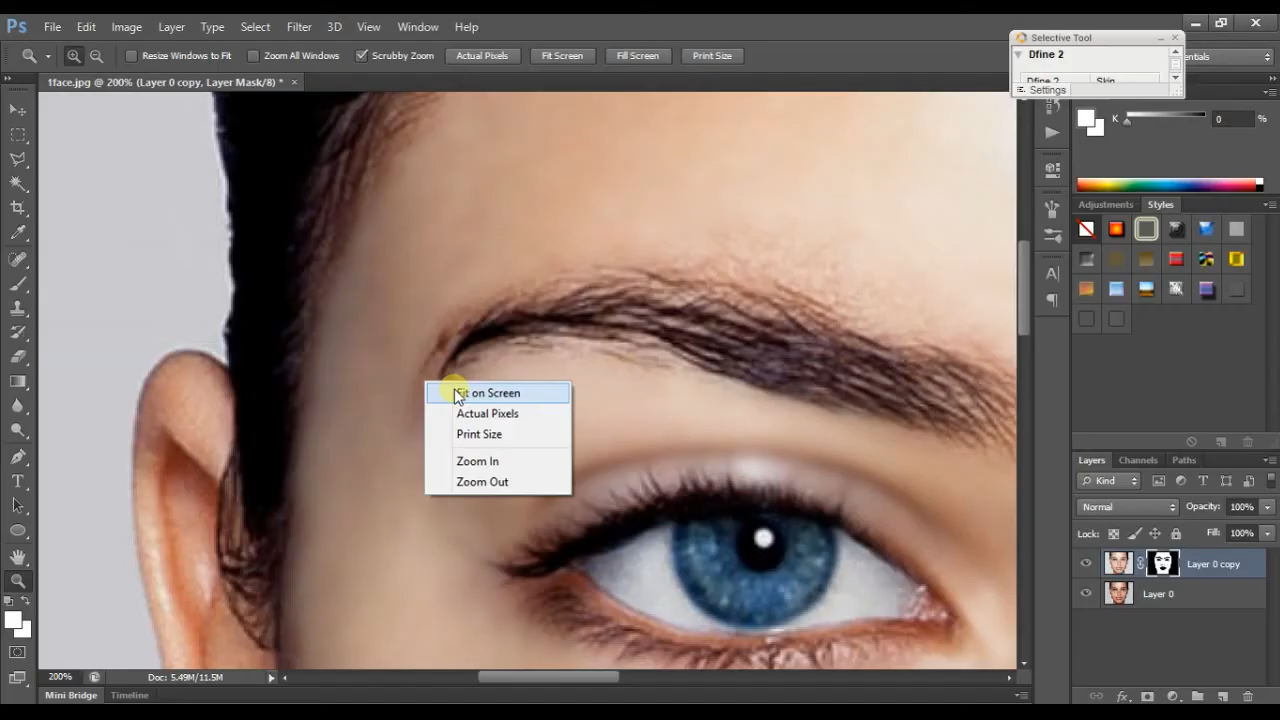 Ps File Edit Image Layer Type Select Filter 3D View Window Help
Resize Windows to Fit Zoom All Windows Scrubby Zoom Actual Pixels Fit Screen Fill Screen Print Size
Selective Tool
Dfine 2
Dfine 2 Skin
Settings
1face.jpg @ 200% (Layer 0 copy, Layer Mask/8) *
K 0 %
Adjustments Styles
Fit on Screen
Actual Pixels
Print Size
Zoom In
Zoom Out
Layers Channels Paths
Kind
Normal Opacity: 100%
Lock: Fill: 100%
Layer 0 copy
Layer 0
200% Doc: 5.49M/11.5M
Mini Bridge Timeline